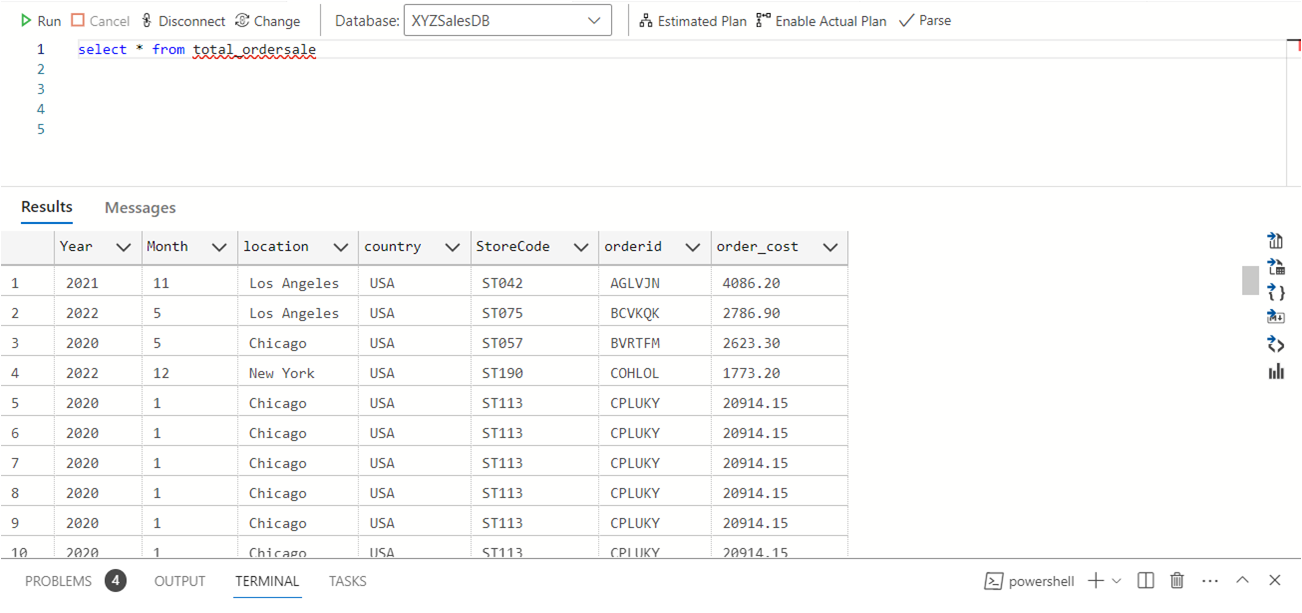 Run Cancel Disconnect Change Database: XYZSalesDB Estimated Plan Enable Actual Plan Parse
1 select * from total_ordersale
2
3
4
5
Results Messages
Year Month location country StoreCode orderid order_cost
1 2021 11 Los Angeles USA ST042 AGLVJN 4086.20
2 2022 5 Los Angeles USA ST075 BCVKQK 2786.90
3 2020 5 Chicago USA ST057 BVRTFM 2623.30
4 2022 12 New York USA ST190 COHLOL 1773.20
5 2020 1 Chicago USA ST113 CPLUKY 20914.15
6 2020 1 Chicago USA ST113 CPLUKY 20914.15
7 2020 1 Chicago USA ST113 CPLUKY 20914.15
8 2020 1 Chicago USA ST113 CPLUKY 20914.15
9 2020 1 Chicago USA ST113 CPLUKY 20914.15
10 2020 1 Chicago USA ST113 CPLUKY 20914.15
PROBLEMS 4 OUTPUT TERMINAL TASKS powershell